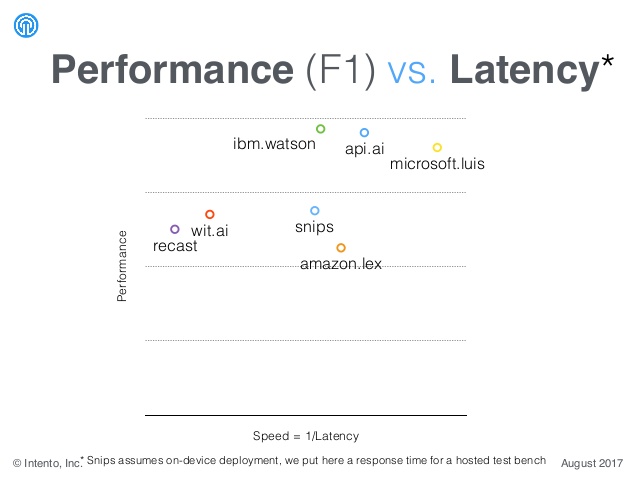 Performance (F1) vs. Latency*
ibm.watson
api.ai
microsoft.luis
wit.ai
snips
recast
amazon.lex
Performance
Speed = 1/Latency
© Intento, Inc.
* Snips assumes on-device deployment, we put here a response time for a hosted test bench
August 2017